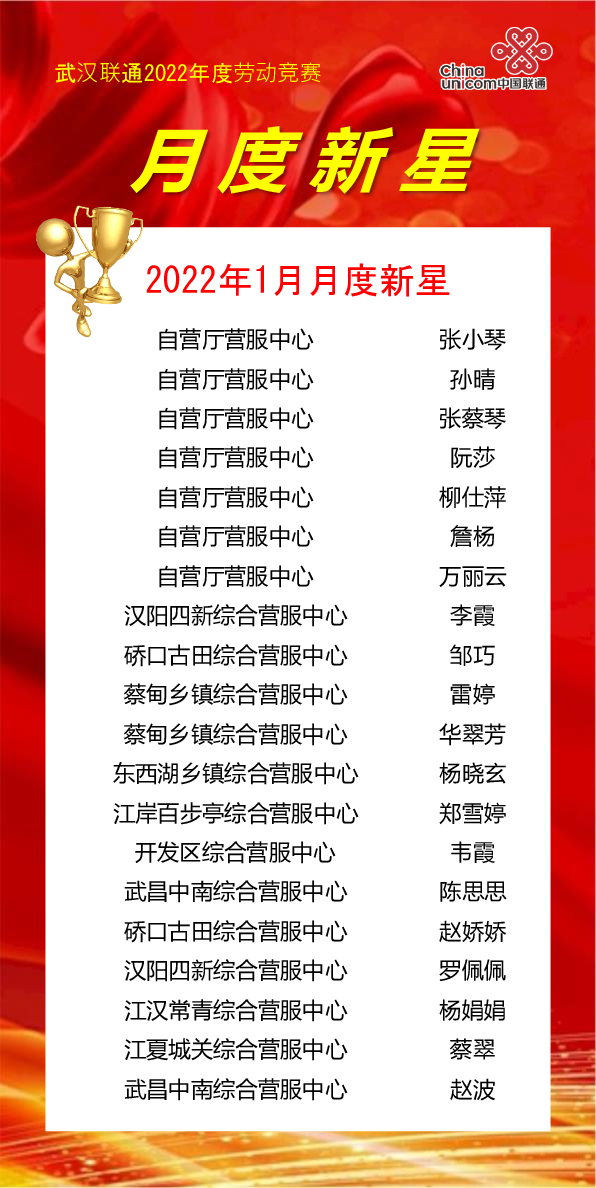 武汉联通2022年度劳动竞赛
China
unicom中国联通
月度新星
2022年1月月度新星
自营厅营服中心 张小琴
自营厅营服中心 孙晴
自营厅营服中心 张蔡琴
自营厅营服中心 阮莎
自营厅营服中心 柳仕萍
自营厅营服中心 詹杨
自营厅营服中心 万丽云
汉阳四新综合营服中心 李霞
硚口古田综合营服中心 邹巧
蔡甸乡镇综合营服中心 雷婷
蔡甸乡镇综合营服中心 华翠芳
东西湖乡镇综合营服中心 杨晓玄
江岸百步亭综合营服中心 郑雪婷
开发区综合营服中心 韦霞
武昌中南综合营服中心 陈思思
硚口古田综合营服中心 赵娇娇
汉阳四新综合营服中心 罗佩佩
江汉常青综合营服中心 杨娟娟
江夏城关综合营服中心 蔡翠
武昌中南综合营服中心 赵波